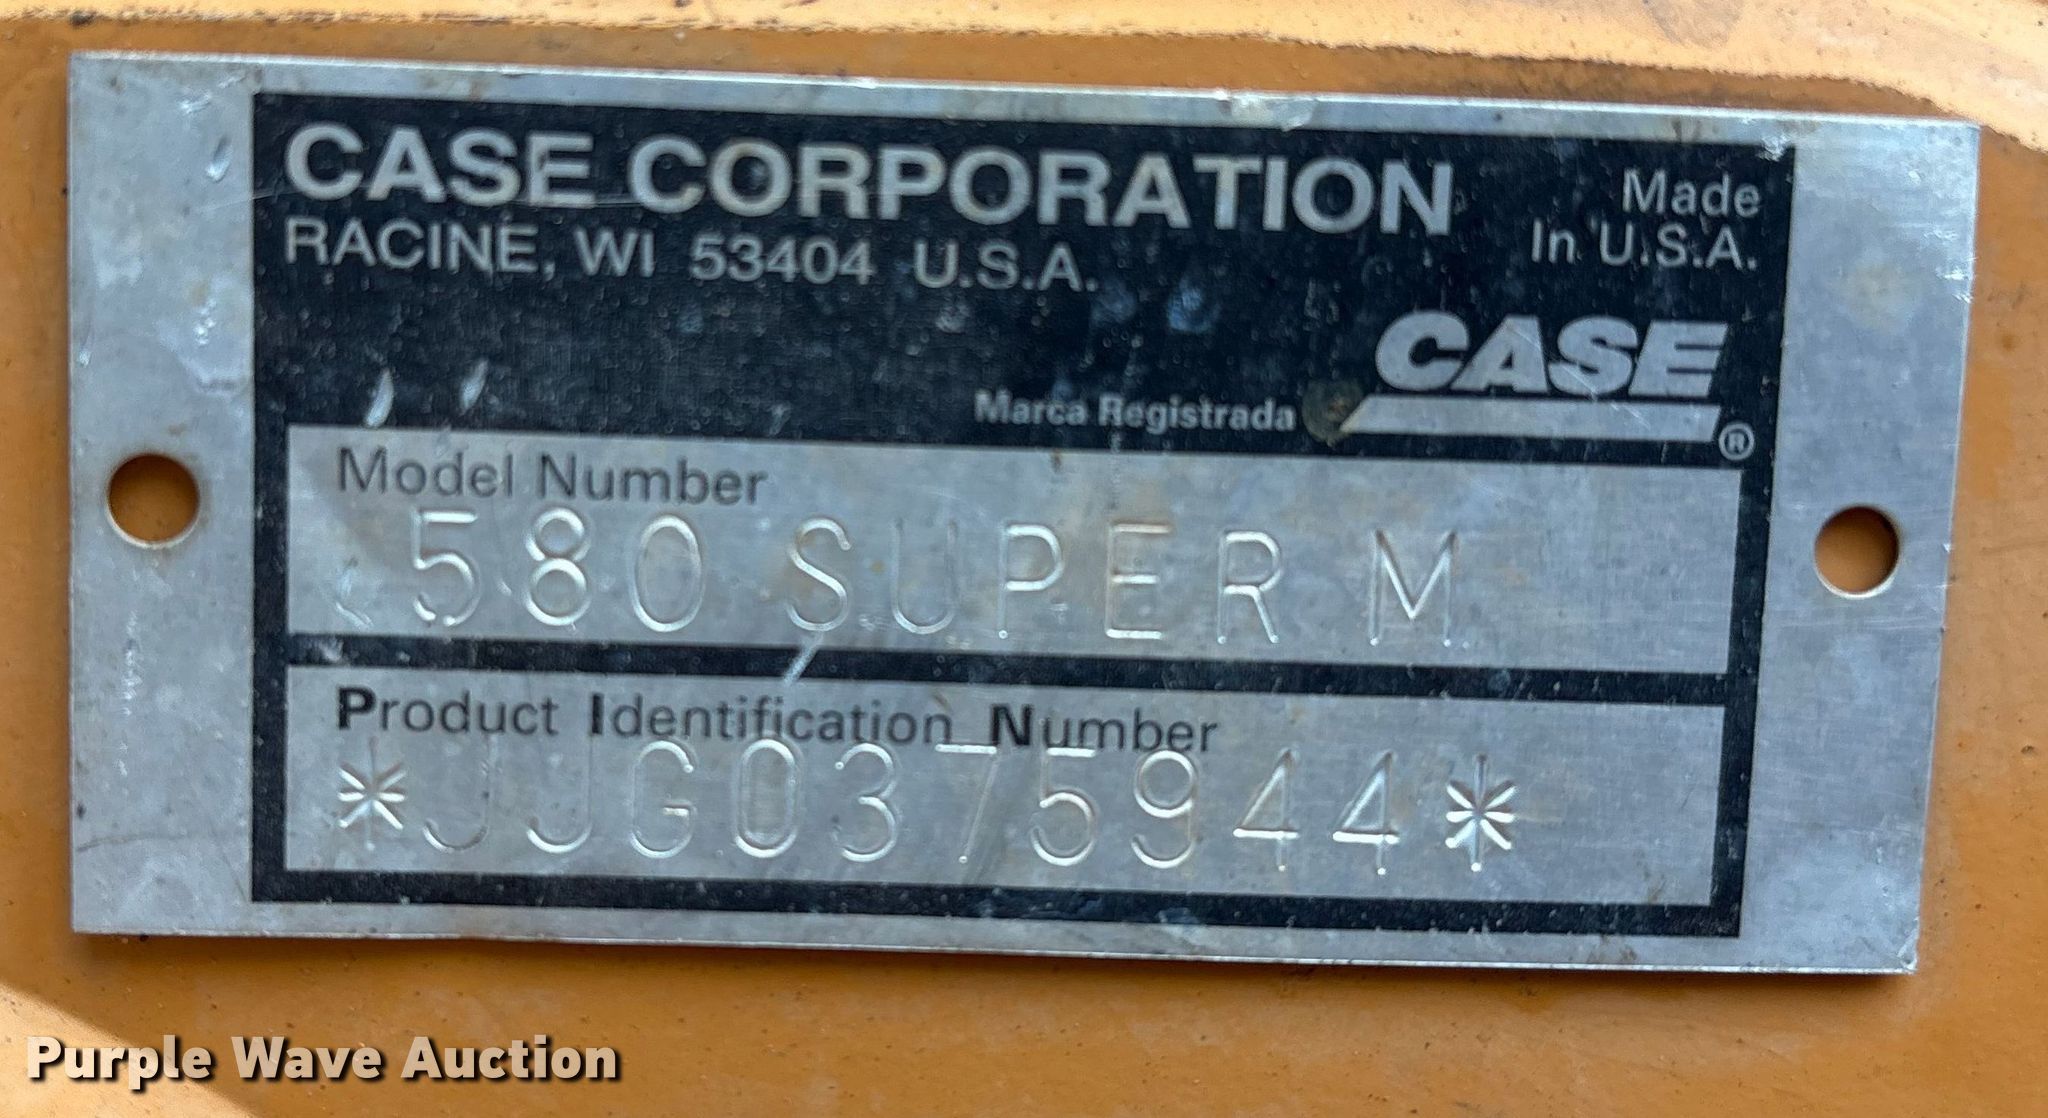 CASE CORPORATION
RACINE, WI 53404 U.S.A.
Made
In U.S.A.
CASE
Marca Registrada ®
Model Number
580 SUPER M
Product Identification Number
*JJG0375944*
Purple Wave Auction